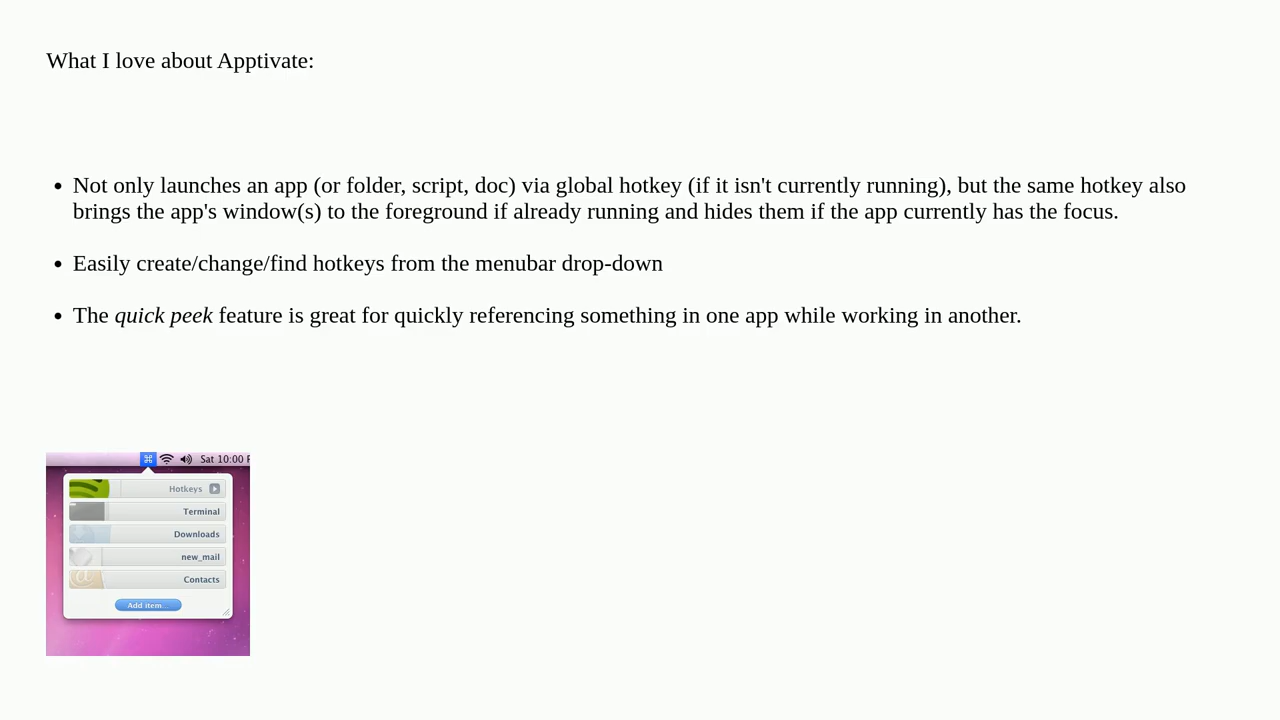 What I love about Apptivate:
• Not only launches an app (or folder, script, doc) via global hotkey (if it isn't currently running), but the same hotkey also
brings the app's window(s) to the foreground if already running and hides them if the app currently has the focus.
• Easily create/change/find hotkeys from the menubar drop-down
• The quick peek feature is great for quickly referencing something in one app while working in another.
⌘ Sat 10:00
Hotkeys
Terminal
Downloads
new_mail
Contacts
Add item...